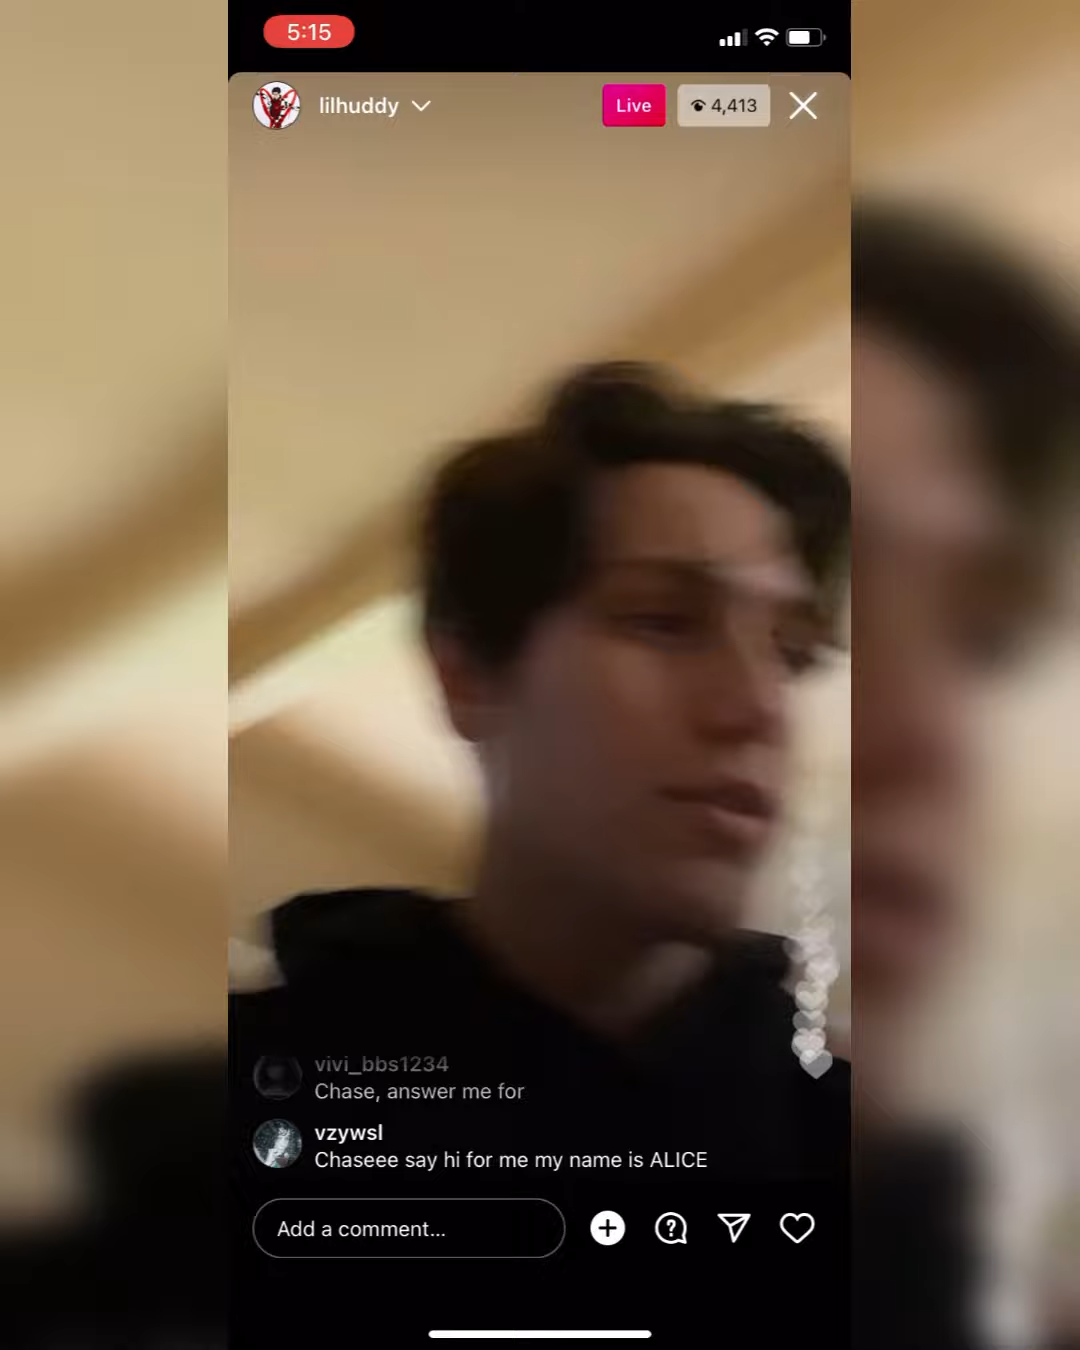 5:15
lilhuddy
Live
4,413
vivi_bbs1234
Chase, answer me for
vzywsl
Chaseee say hi for me my name is ALICE
Add a comment...